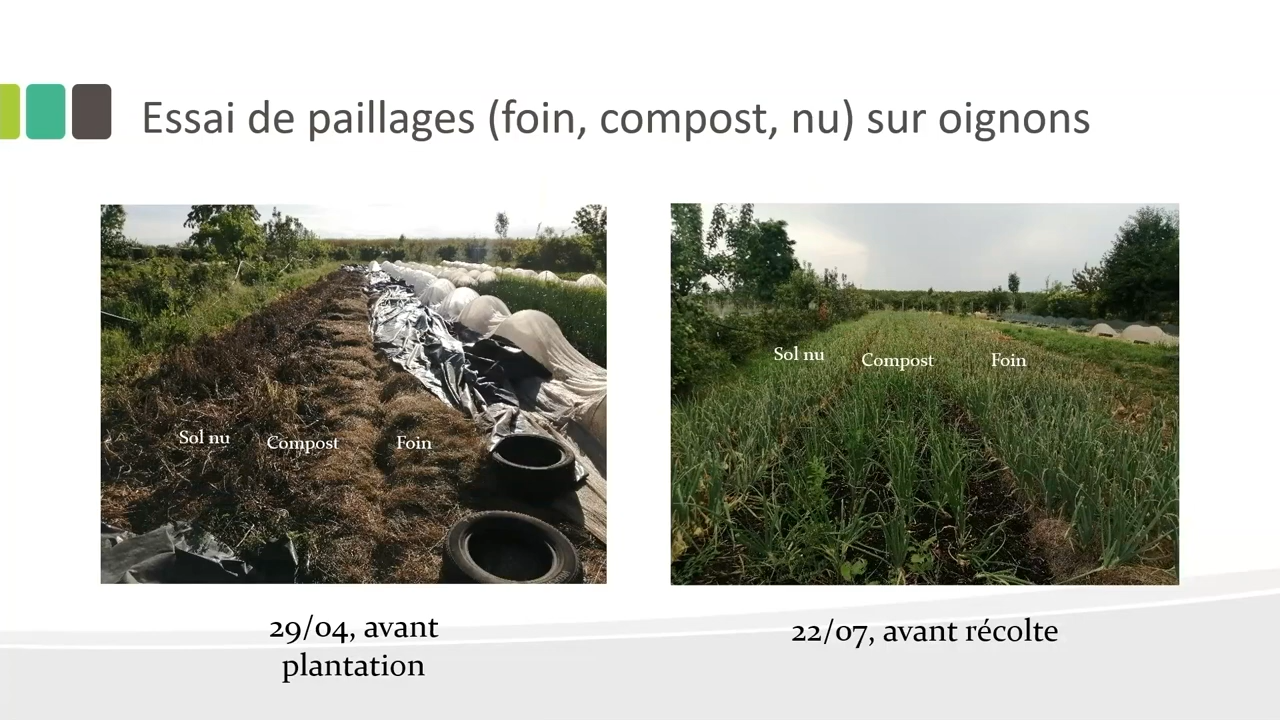 Essai de paillages (foin, compost, nu) sur oignons
Sol nu
Compost
Foin
Sol nu
Compost
Foin
29/04, avant
plantation
22/07, avant récolte